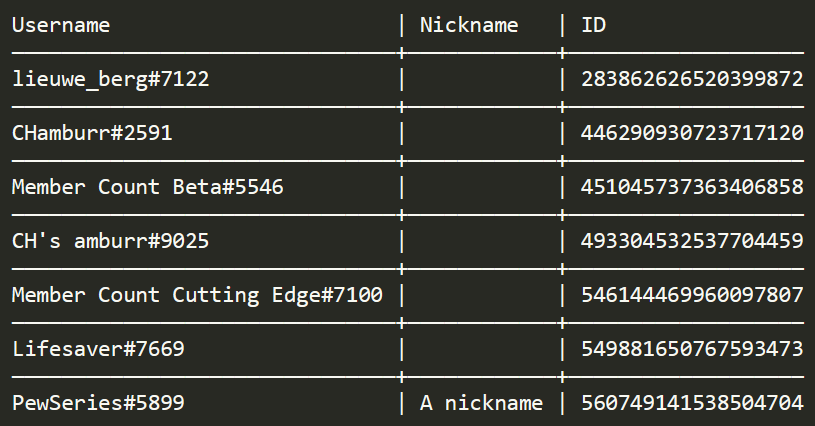 Username | Nickname | ID
lieuwe_berg#7122 | | 283862626520399872
CHamburr#2591 | | 446290930723717120
Member Count Beta#5546 | | 451045737363406858
CH's amburr#9025 | | 493304532537704459
Member Count Cutting Edge#7100 | | 546144469960097807
Lifesaver#7669 | | 549881650767593473
PewSeries#5899 | A nickname | 560749141538504704